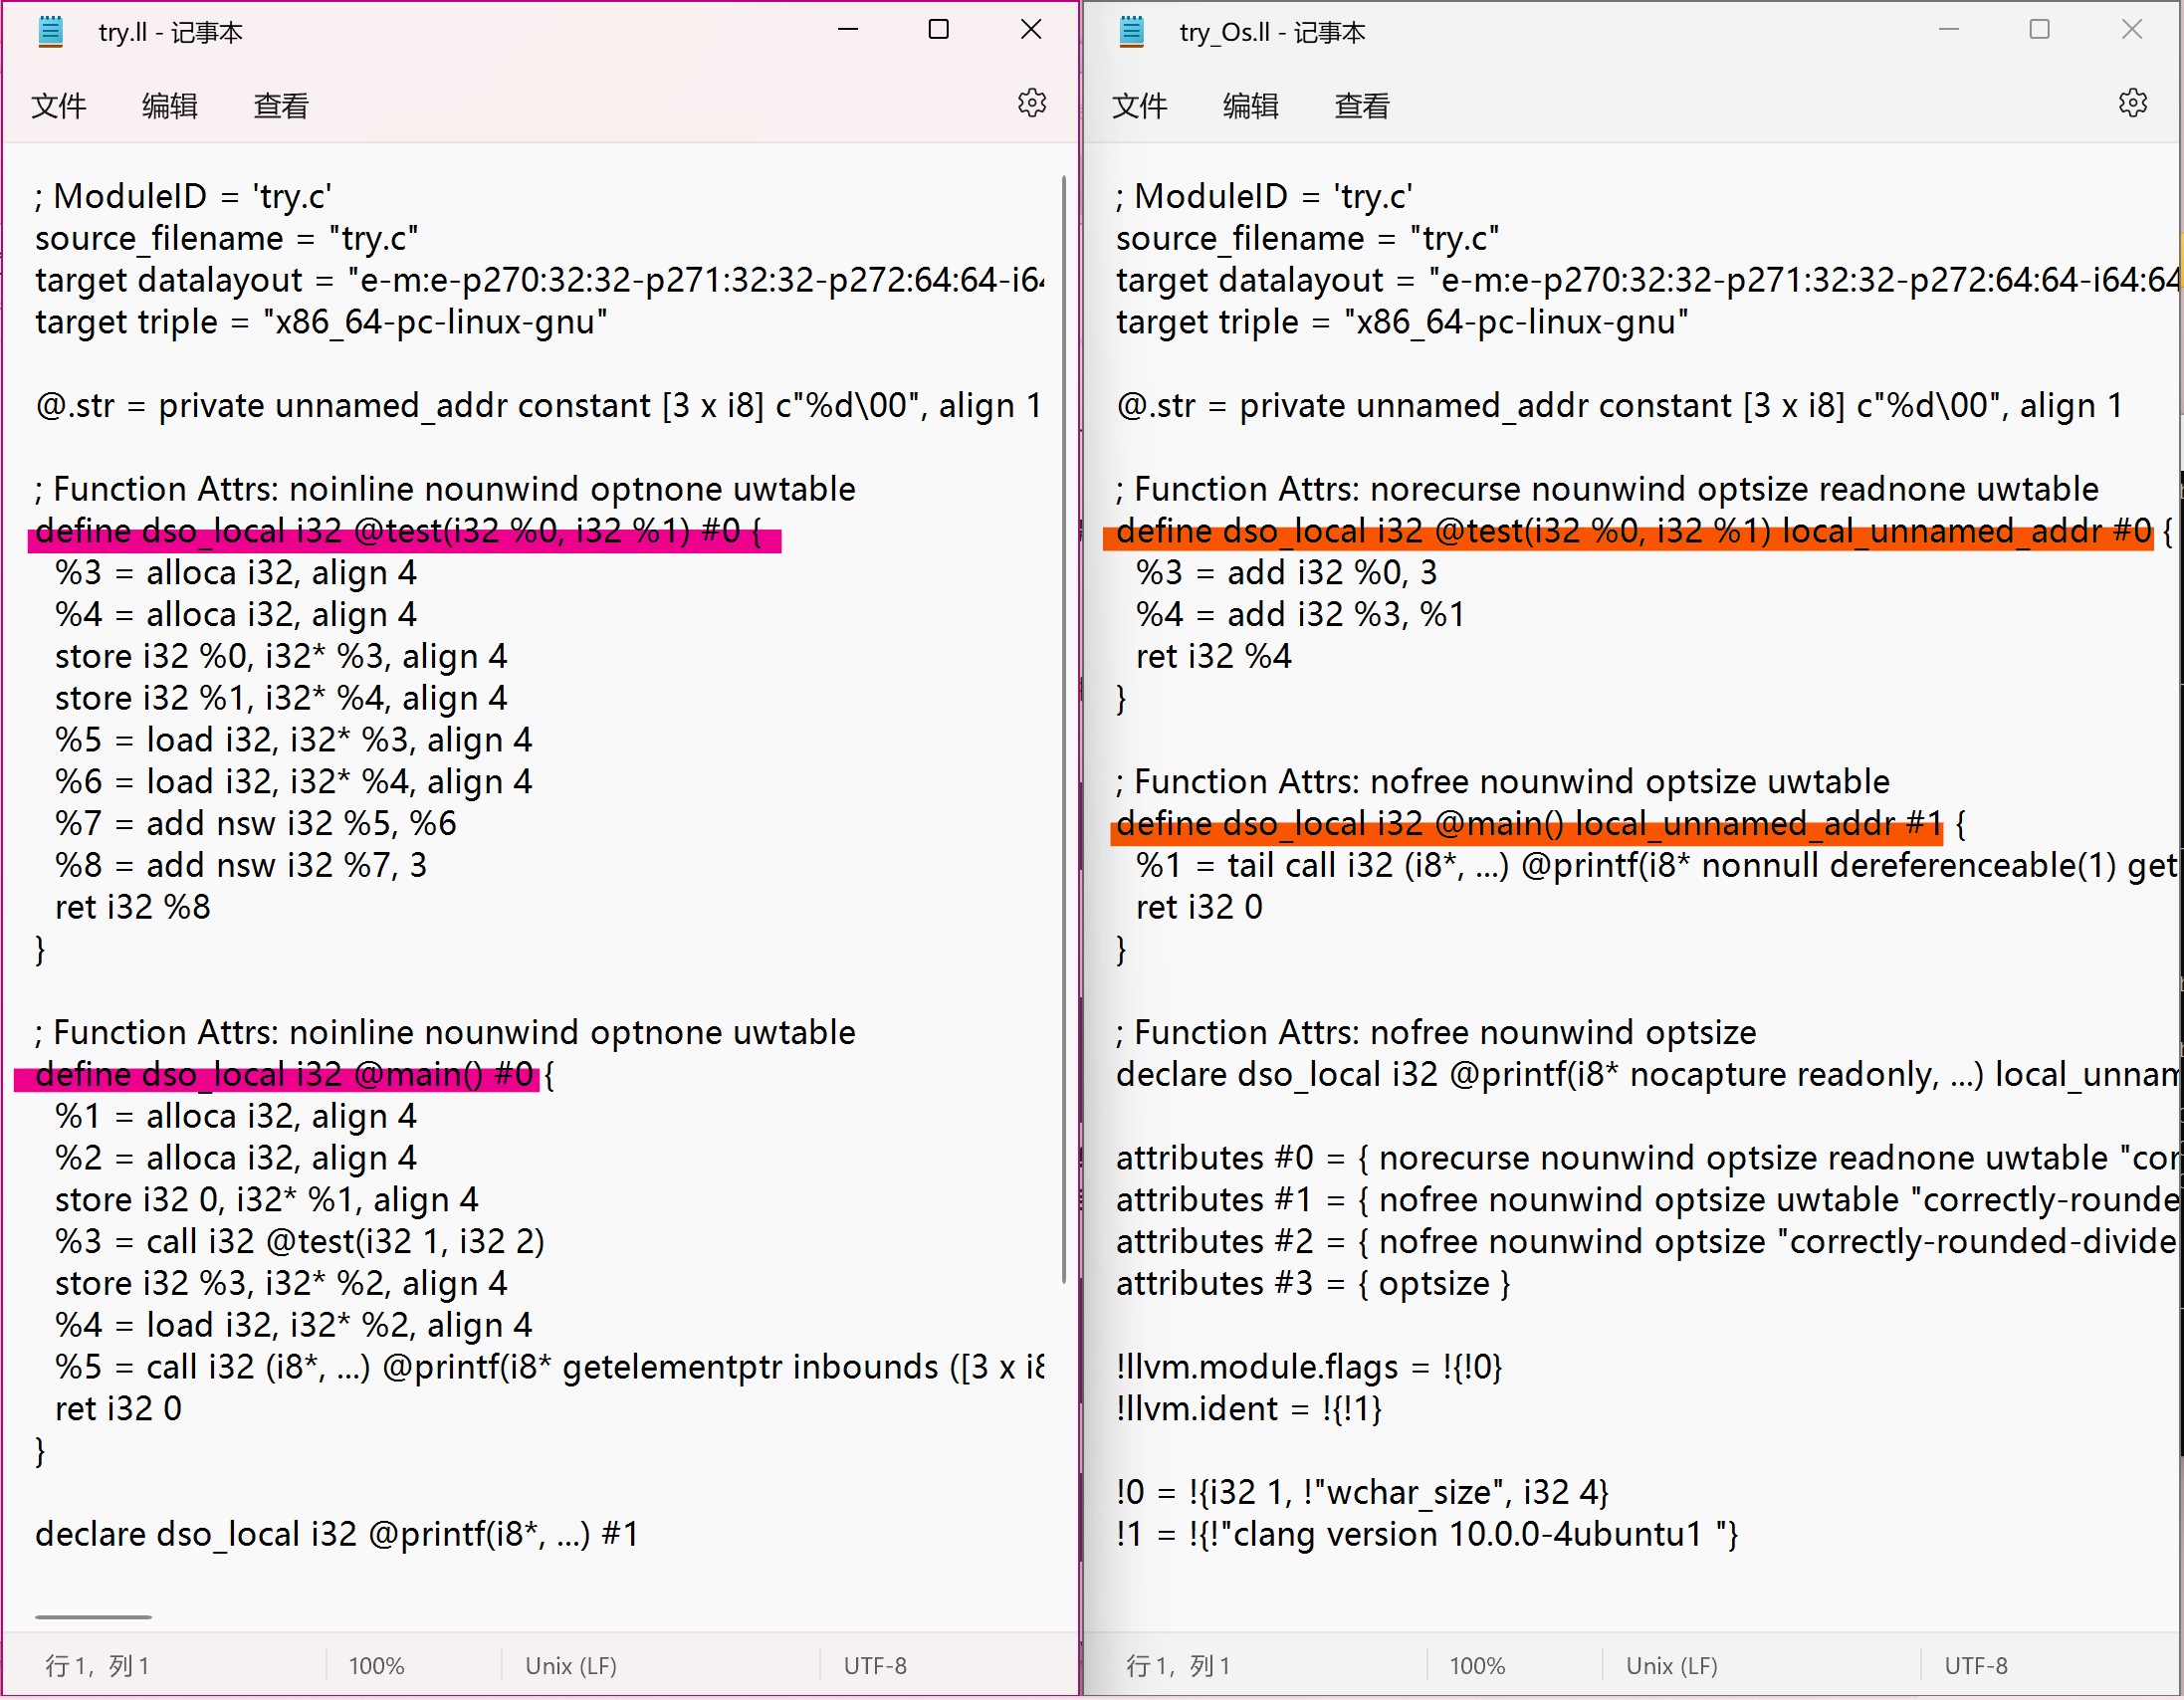 try.ll - 记事本
文件 编辑 查看
; ModuleID = 'try.c'
source_filename = "try.c"
target datalayout = "e-m:e-p270:32:32-p271:32:32-p272:64:64-i64
target triple = "x86_64-pc-linux-gnu"
@.str = private unnamed_addr constant [3 x i8] c"%d\00", align 1
; Function Attrs: noinline nounwind optnone uwtable
define dso_local i32 @test(i32 %0, i32 %1) #0 {
%3 = alloca i32, align 4
%4 = alloca i32, align 4
store i32 %0, i32* %3, align 4
store i32 %1, i32* %4, align 4
%5 = load i32, i32* %3, align 4
%6 = load i32, i32* %4, align 4
%7 = add nsw i32 %5, %6
%8 = add nsw i32 %7, 3
ret i32 %8
}
; Function Attrs: noinline nounwind optnone uwtable
define dso_local i32 @main() #0 {
%1 = alloca i32, align 4
%2 = alloca i32, align 4
store i32 0, i32* %1, align 4
%3 = call i32 @test(i32 1, i32 2)
store i32 %3, i32* %2, align 4
%4 = load i32, i32* %2, align 4
%5 = call i32 (i8*, ...) @printf(i8* getelementptr inbounds ([3 x i8
ret i32 0
}
declare dso_local i32 @printf(i8*, ...) #1
行 1，列 1 100% Unix (LF) UTF-8
try_Os.ll - 记事本
文件 编辑 查看
; ModuleID = 'try.c'
source_filename = "try.c"
target datalayout = "e-m:e-p270:32:32-p271:32:32-p272:64:64-i64:64
target triple = "x86_64-pc-linux-gnu"
@.str = private unnamed_addr constant [3 x i8] c"%d\00", align 1
; Function Attrs: norecurse nounwind optsize readnone uwtable
define dso_local i32 @test(i32 %0, i32 %1) local_unnamed_addr #0 {
%3 = add i32 %0, 3
%4 = add i32 %3, %1
ret i32 %4
}
; Function Attrs: nofree nounwind optsize uwtable
define dso_local i32 @main() local_unnamed_addr #1 {
%1 = tail call i32 (i8*, ...) @printf(i8* nonnull dereferenceable(1) get
ret i32 0
}
; Function Attrs: nofree nounwind optsize
declare dso_local i32 @printf(i8* nocapture readonly, ...) local_unnam
attributes #0 = { norecurse nounwind optsize readnone uwtable "cor
attributes #1 = { nofree nounwind optsize uwtable "correctly-rounde
attributes #2 = { nofree nounwind optsize "correctly-rounded-divide
attributes #3 = { optsize }
!llvm.module.flags = !{!0}
!llvm.ident = !{!1}
!0 = !{i32 1, !"wchar_size", i32 4}
!1 = !{!"clang version 10.0.0-4ubuntu1 "}
行 1，列 1 100% Unix (LF) UTF-8